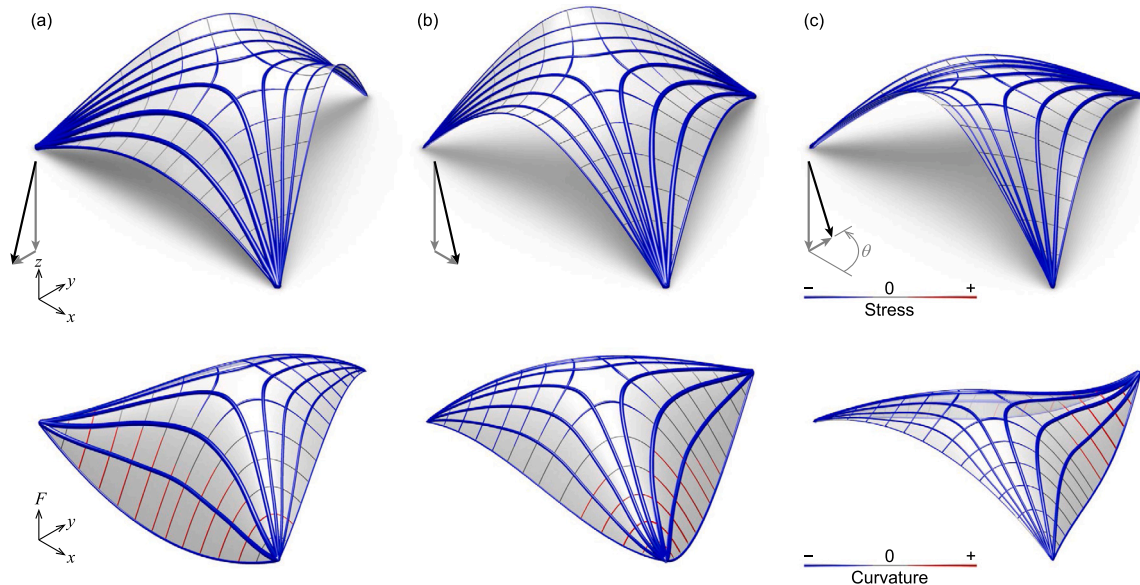 (a)
(b)
(c)
z
y
x
θ
− 0 +
Stress
F
y
x
− 0 +
Curvature